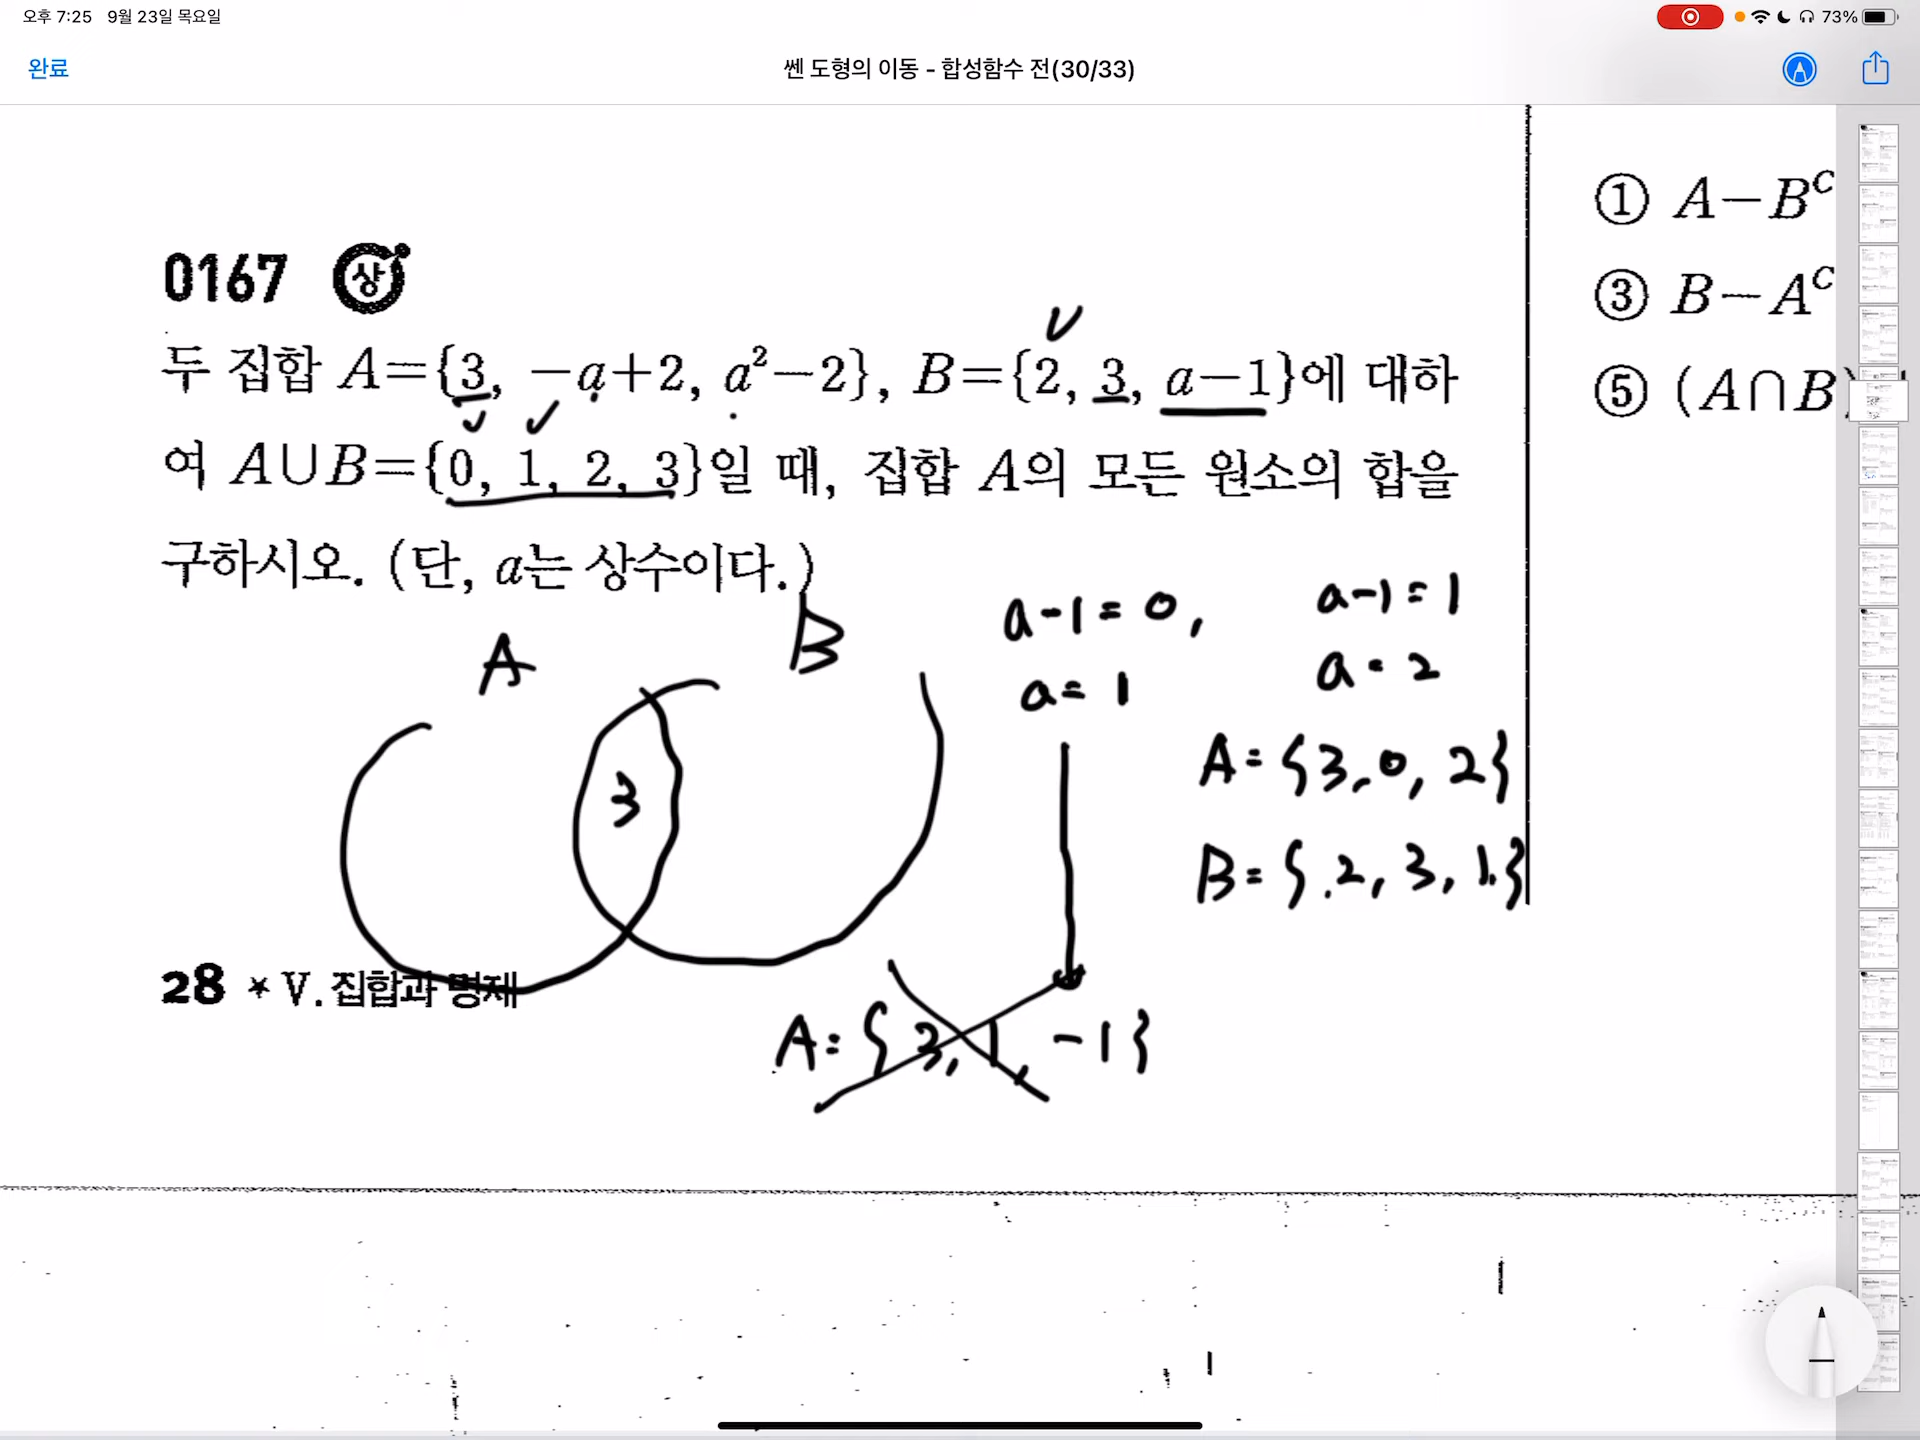 오후 7:25 9월 23일 목요일
73%
완료
쎈 도형의 이동 - 합성함수 전(30/33)
0167 상
두 집합 A={3, -a+2, a²-2}, B={2, 3, a-1}에 대하
여 A∪B={0, 1, 2, 3}일 때, 집합 A의 모든 원소의 합을
구하시오. (단, a는 상수이다.)
A
B
3
a-1=0,
a=1
a-1=1
a=2
A={3, 0, 2}
B={2, 3, 1}
A={3, 1, -1}
28 * V. 집합과 명제
① A-Bᶜ
③ B-Aᶜ
⑤ (A∩B)